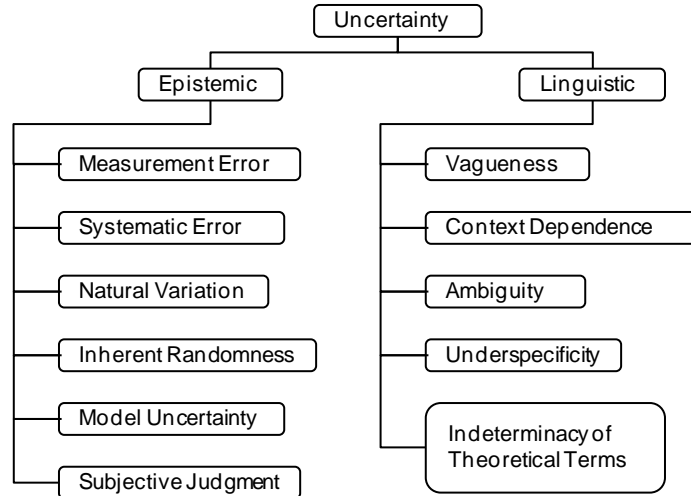 Uncertainty
Epistemic
Linguistic
Measurement Error
Systematic Error
Natural Variation
Inherent Randomness
Model Uncertainty
Subjective Judgment
Vagueness
Context Dependence
Ambiguity
Underspecificity
Indeterminacy of
Theoretical Terms